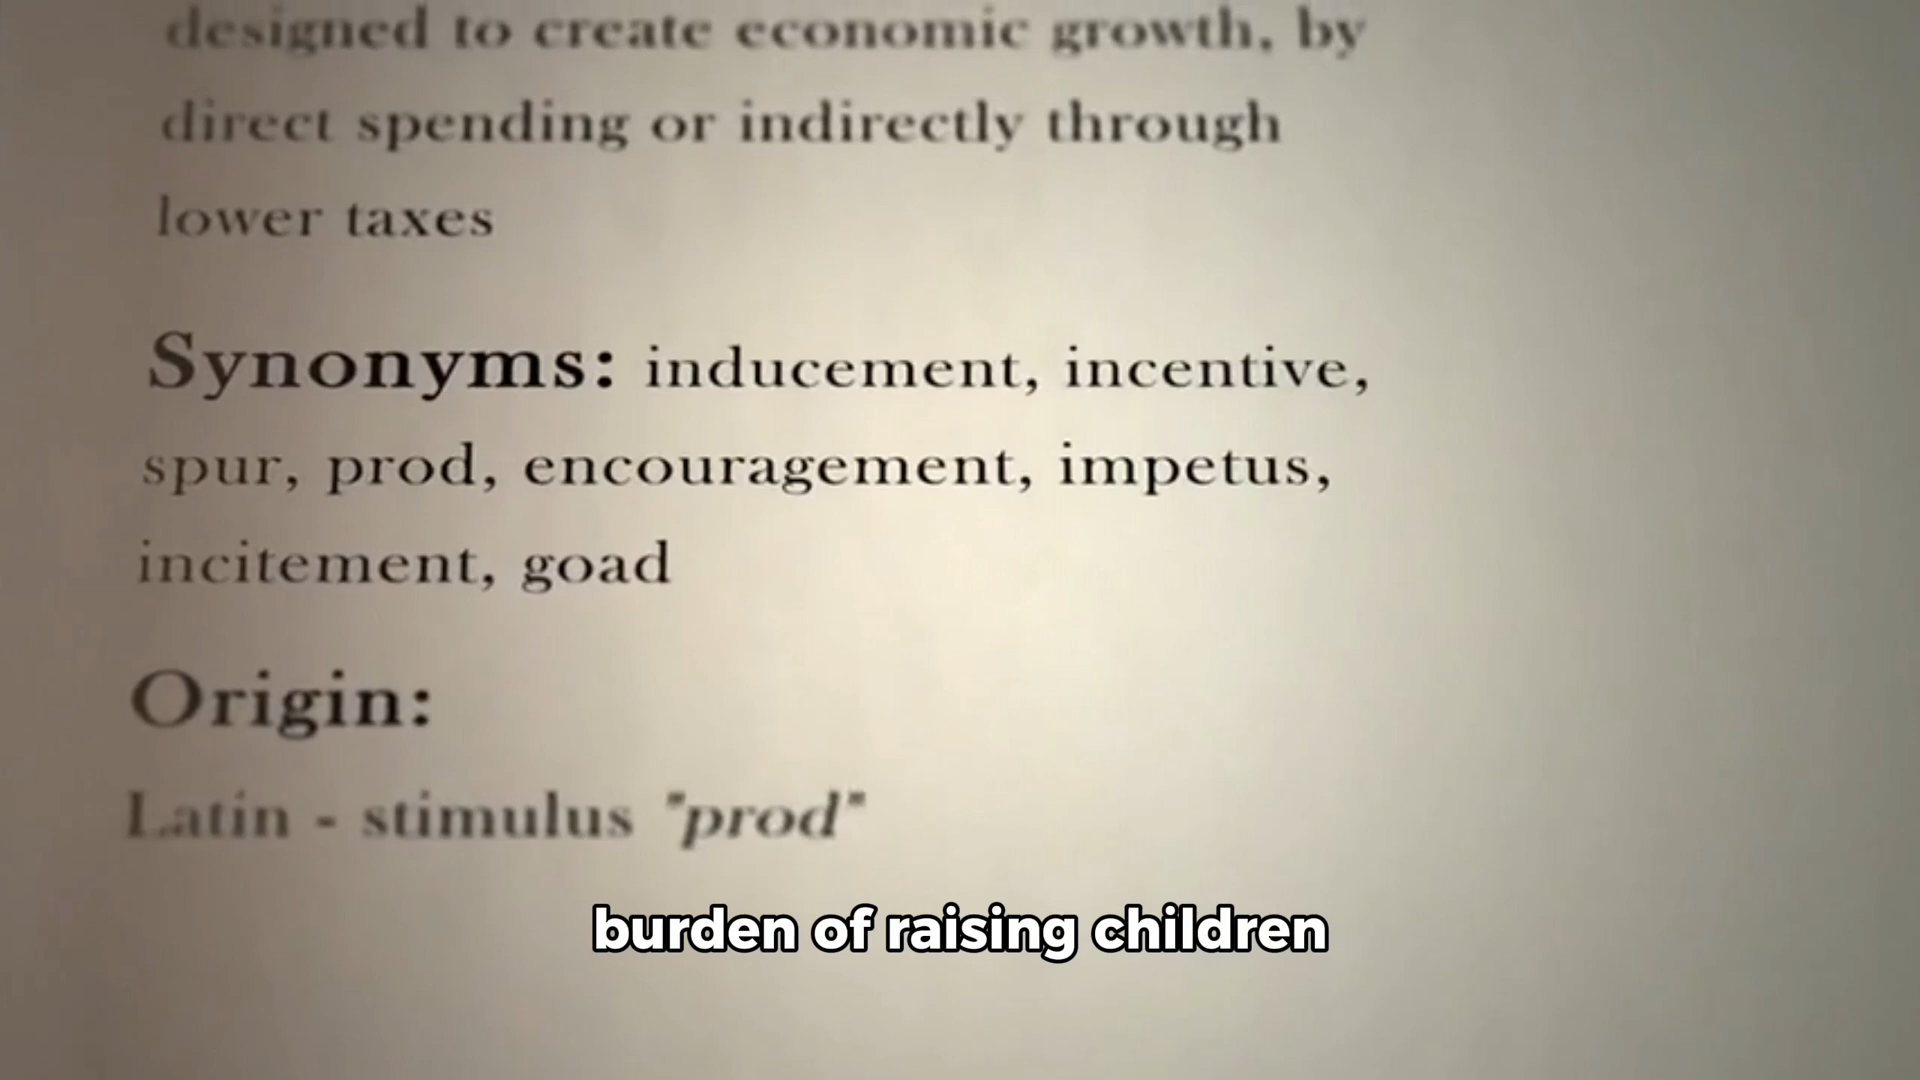 designed to create economic growth, by
direct spending or indirectly through
lower taxes
Synonyms: inducement, incentive,
spur, prod, encouragement, impetus,
incitement, goad
Origin:
Latin - stimulus "prod"
burden of raising children